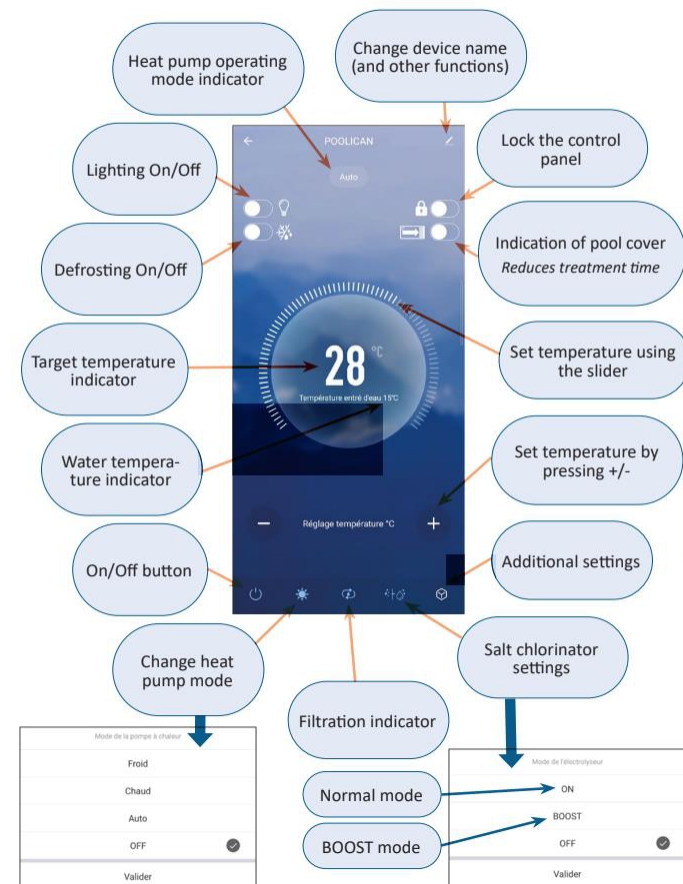 Heat pump operating
mode indicator
Change device name
(and other functions)
POOLICAN
Auto
Lighting On/Off
Lock the control
panel
Defrosting On/Off
Indication of pool cover
Reduces treatment time
28 °C
Température entré d'eau 15°C
Target temperature
indicator
Set temperature using
the slider
Water tempera-
ture indicator
Set temperature by
pressing +/-
− Réglage température °C +
On/Off button
Additional settings
Change heat
pump mode
Salt chlorinator
settings
Filtration indicator
Mode de la pompe à chaleur
Froid
Chaud
Auto
OFF
Valider
Normal mode
BOOST mode
Mode de l'électrolyseur
ON
BOOST
OFF
Valider